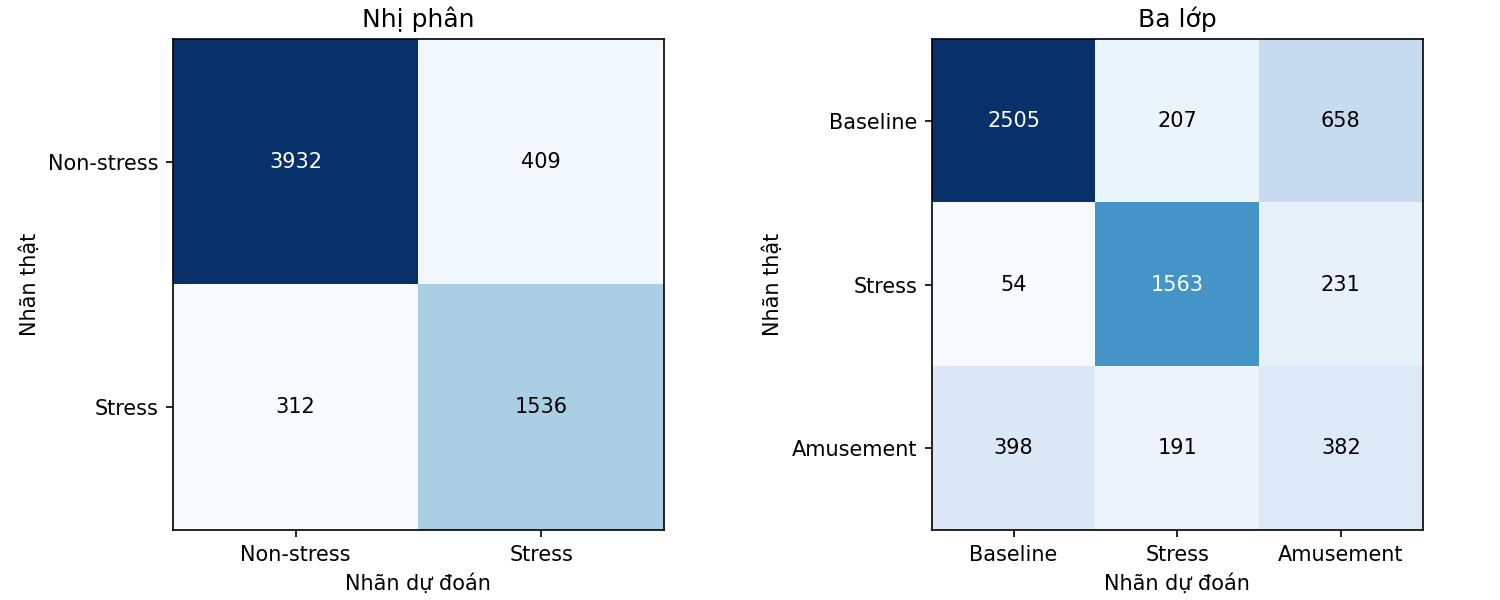 Nhị phân
Nhãn thật
Non-stress
3932
409
Stress
312
1536
Non-stress
Stress
Nhãn dự đoán
Ba lớp
Nhãn thật
Baseline
2505
207
658
Stress
54
1563
231
Amusement
398
191
382
Baseline
Stress
Amusement
Nhãn dự đoán